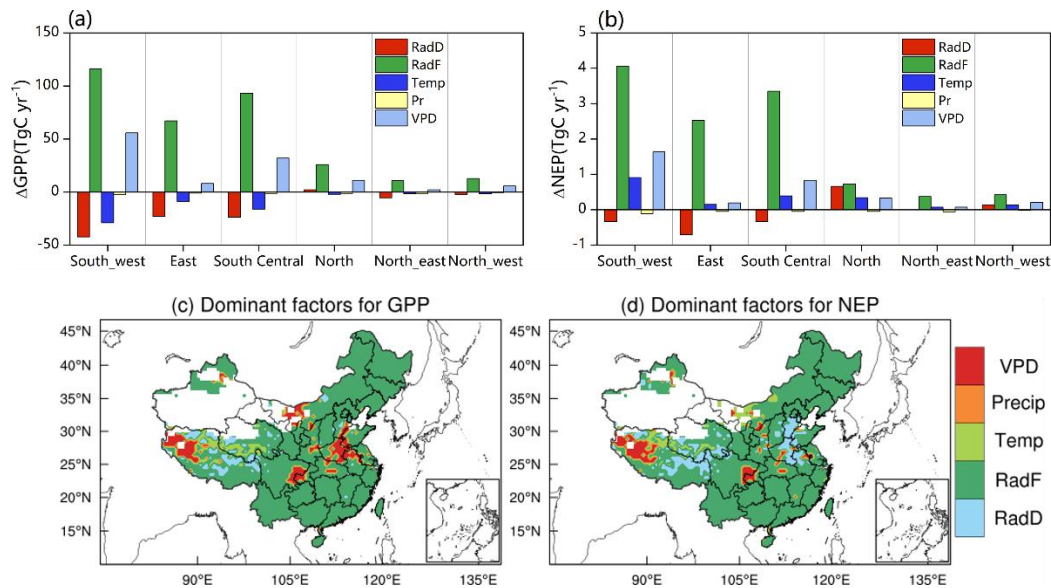 (a)
ΔGPP(TgC yr⁻¹)
150
100
50
0
-50
RadD
RadF
Temp
Pr
VPD
South_west East South Central North North_east North_west
(b)
ΔNEP(TgC yr⁻¹)
5
4
3
2
1
0
-1
RadD
RadF
Temp
Pr
VPD
South_west East South Central North North_east North_west
(c) Dominant factors for GPP
45°N
40°N
35°N
30°N
25°N
20°N
15°N
90°E 105°E 120°E 135°E
(d) Dominant factors for NEP
45°N
40°N
35°N
30°N
25°N
20°N
15°N
90°E 105°E 120°E 135°E
VPD
Precip
Temp
RadF
RadD